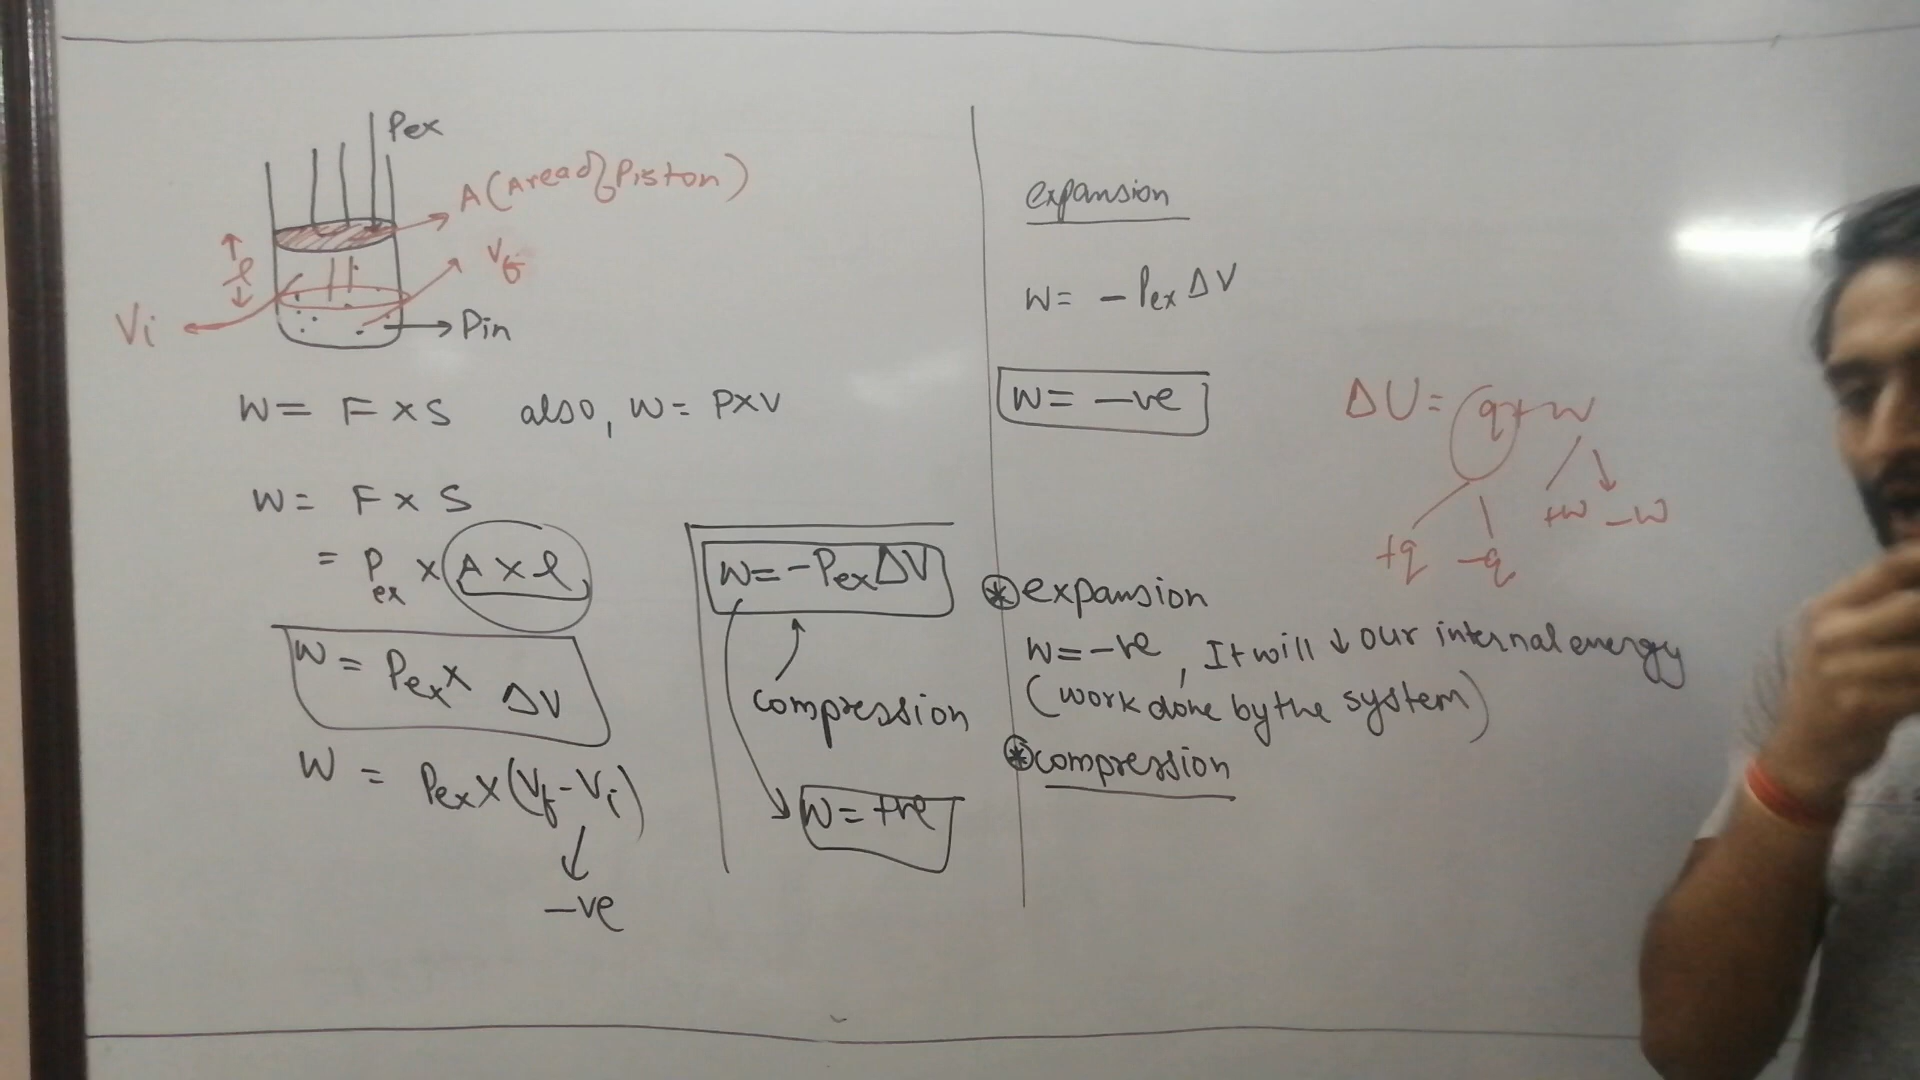 Pex
A (Area of Piston)
Vf
l
Vi
Pin
W = F x S also, W = P x V
W = F x S
= Pex x A x l
W = Pex x ΔV
W = Pex x (Vf - Vi)
-ve
W = -Pex ΔV
compression
W = +ve
expansion
W = - Pex ΔV
W = -ve
ΔU = q + w
+q -q
+w -w
* expansion
W = -ve, It will ↓ our internal energy
(work done by the system)
* compression